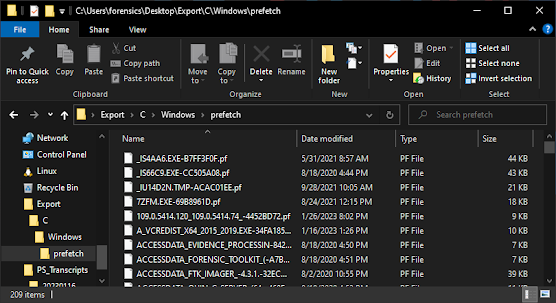 C:\Users\forensics\Desktop\Export\C\Windows\prefetch
File Home Share View
Pin to Quick access
Copy
Paste
Cut
Copy path
Paste shortcut
Move to
Copy to
Delete
Rename
New folder
Properties
Open
Edit
History
Select all
Select none
Invert selection
Clipboard Organize New Open Select
Export > C > Windows > prefetch
Search prefetch
Network
Control Panel
Linux
Recycle Bin
Export
C
Windows
prefetch
PS_Transcripts
20230116
Name Date modified Type Size
_IS4AA6.EXE-B7FF3F0F.pf 5/31/2021 8:57 AM PF File 44 KB
_IS66C9.EXE-CC505A08.pf 8/18/2020 4:44 PM PF File 43 KB
_IU14D2N.TMP-ACAC01EE.pf 9/28/2021 10:05 AM PF File 21 KB
7ZFM.EXE-69B8961D.pf 8/24/2021 12:15 PM PF File 18 KB
109.0.5414.120_109.0.5414.74_-4452BD72.pf 1/26/2023 8:02 PM PF File 9 KB
A_VCREDIST_X64_2015_2019.EXE-34FA185... 1/16/2023 1:26 PM PF File 10 KB
ACCESSDATA_EVIDENCE_PROCESSIN-842... 8/18/2020 4:50 PM PF File 7 KB
ACCESSDATA_FORENSIC_TOOLKIT_(-A7B... 8/18/2020 4:51 PM PF File 7 KB
ACCESSDATA_FTK_IMAGER_-4.3.1.-32EC... 8/2/2020 10:55 PM PF File 36 KB
209 items